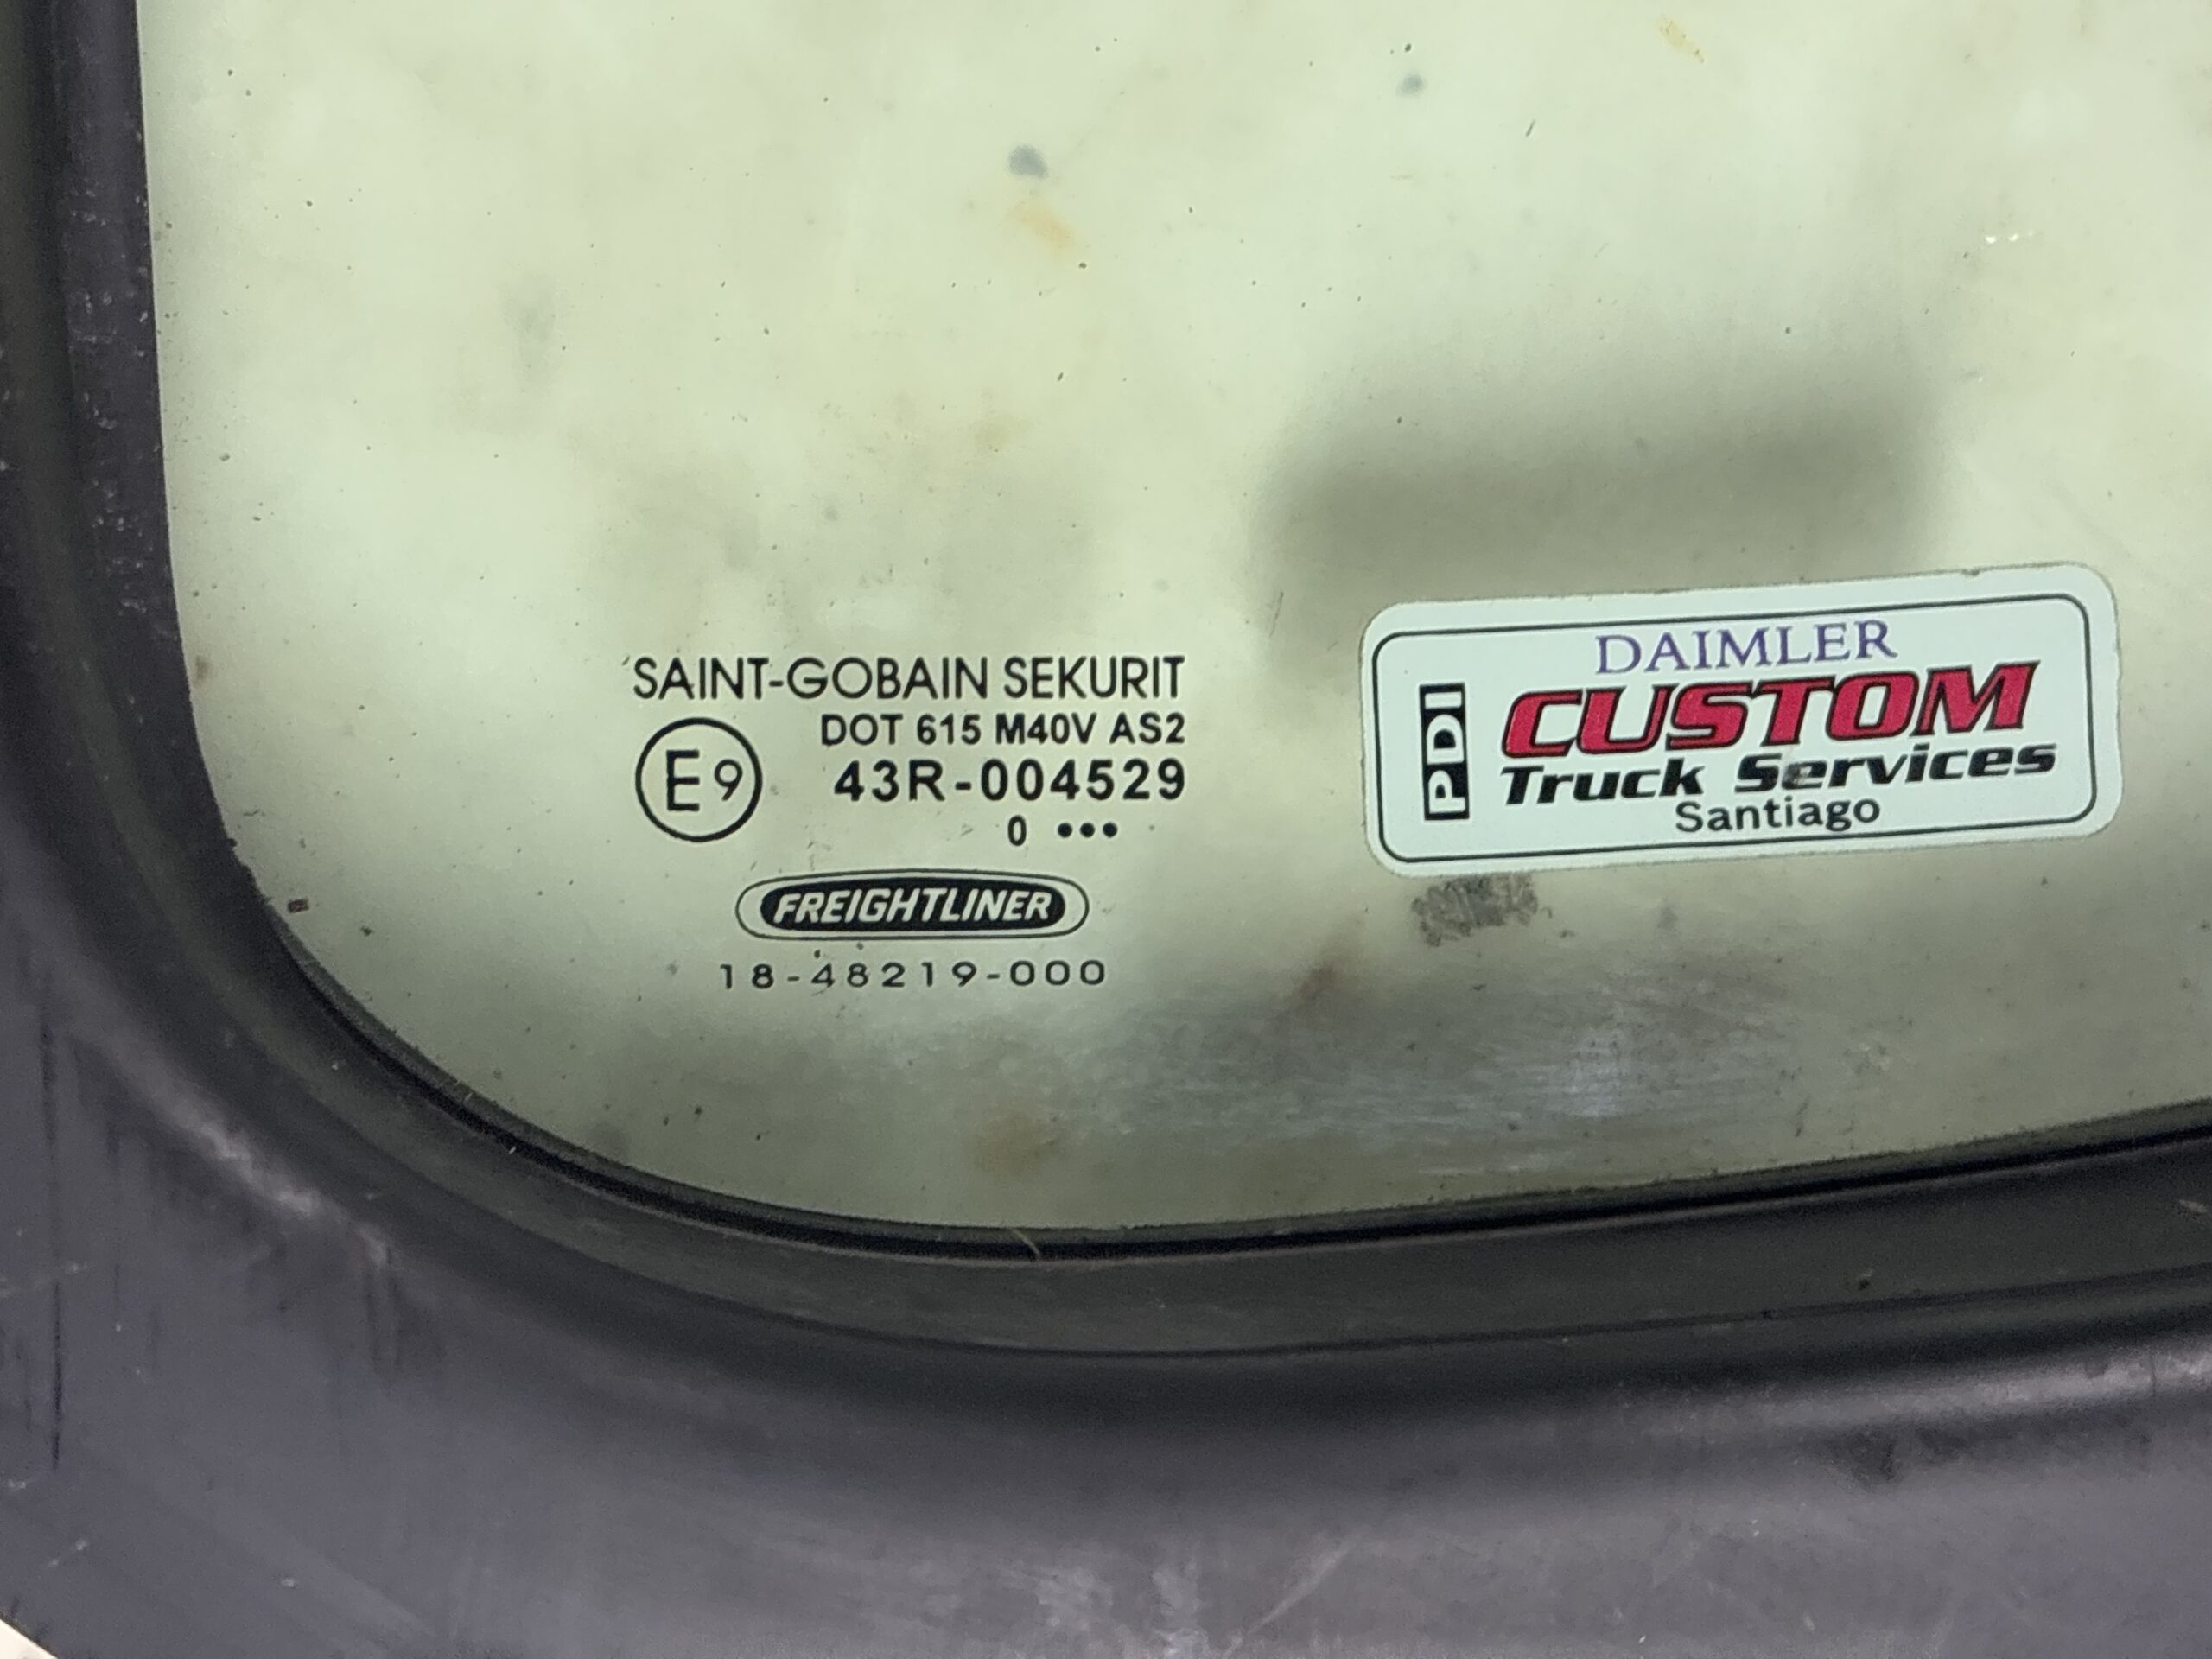 SAINT-GOBAIN SEKURIT
DOT 615 M40V AS2
E9
43R-004529
0 •••
FREIGHTLINER
18-48219-000
DAIMLER
PDI
CUSTOM
Truck Services
Santiago